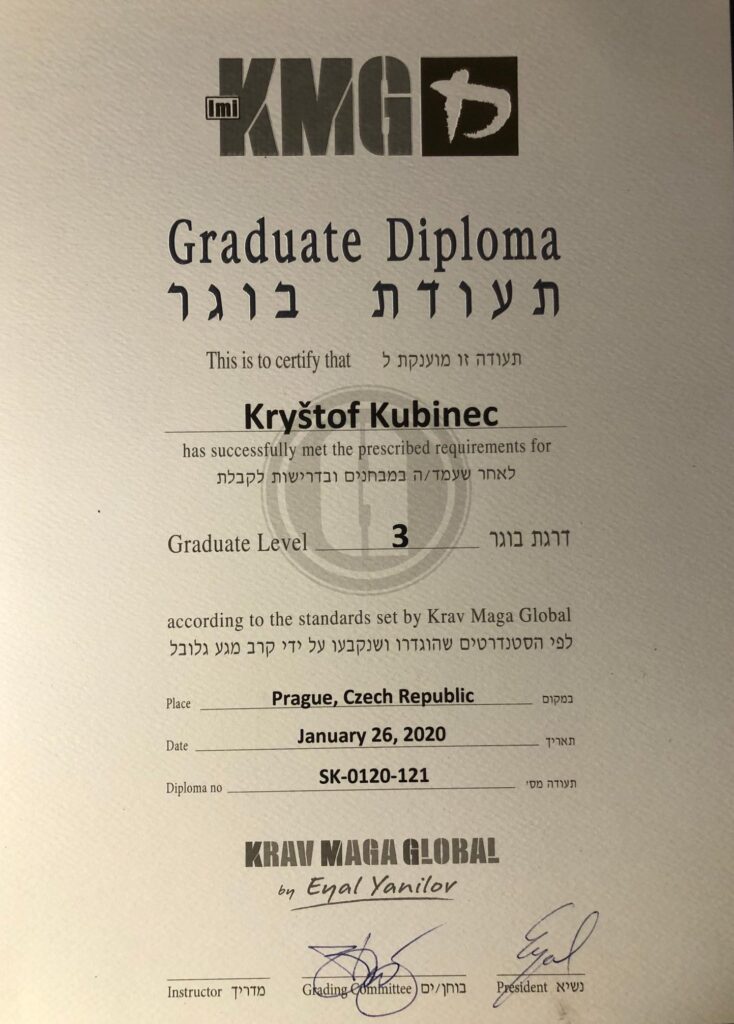 Imi KMG
Graduate Diploma
תעודת בוגר
This is to certify that תעודה זו מוענקת ל
Kryštof Kubinec
has successfully met the prescribed requirements for
לאחר שעמד/ה במבחנים ובדרישות לקבלת
Graduate Level 3 דרגת בוגר
according to the standards set by Krav Maga Global
לפי הסטנדרטים שהוגדרו ושנקבעו על ידי קרב מגע גלובל
Place Prague, Czech Republic במקום
Date January 26, 2020 תאריך
Diploma no SK-0120-121 תעודה מס׳
KRAV MAGA GLOBAL
by Eyal Yanilov
Eyal
Instructor מדריך Grading Committee בוחן/ים President נשיא